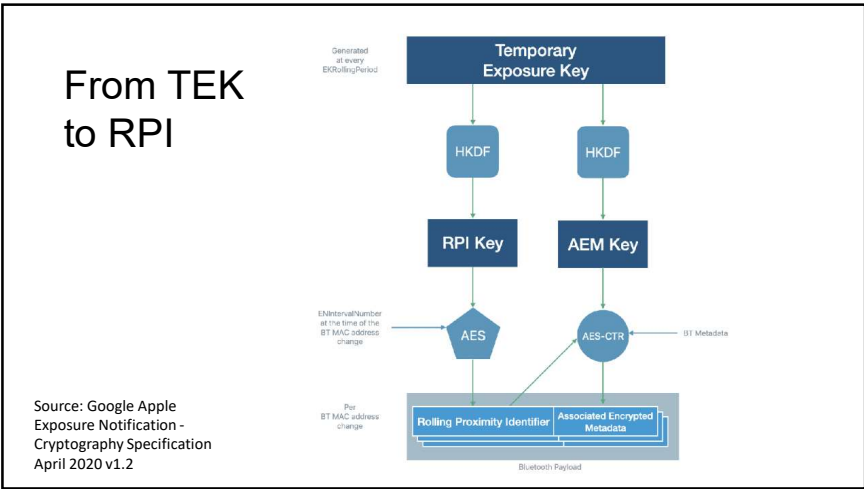 From TEK
to RPI
Generated
at every
EKRollingPeriod
Temporary
Exposure Key
HKDF
HKDF
RPI Key
AEM Key
ENIntervalNumber
at the time of the
BT MAC address
change
AES
AES-CTR
BT Metadata
Per
BT MAC address
change
Rolling Proximity Identifier
Associated Encrypted
Metadata
Bluetooth Payload
Source: Google Apple
Exposure Notification -
Cryptography Specification
April 2020 v1.2